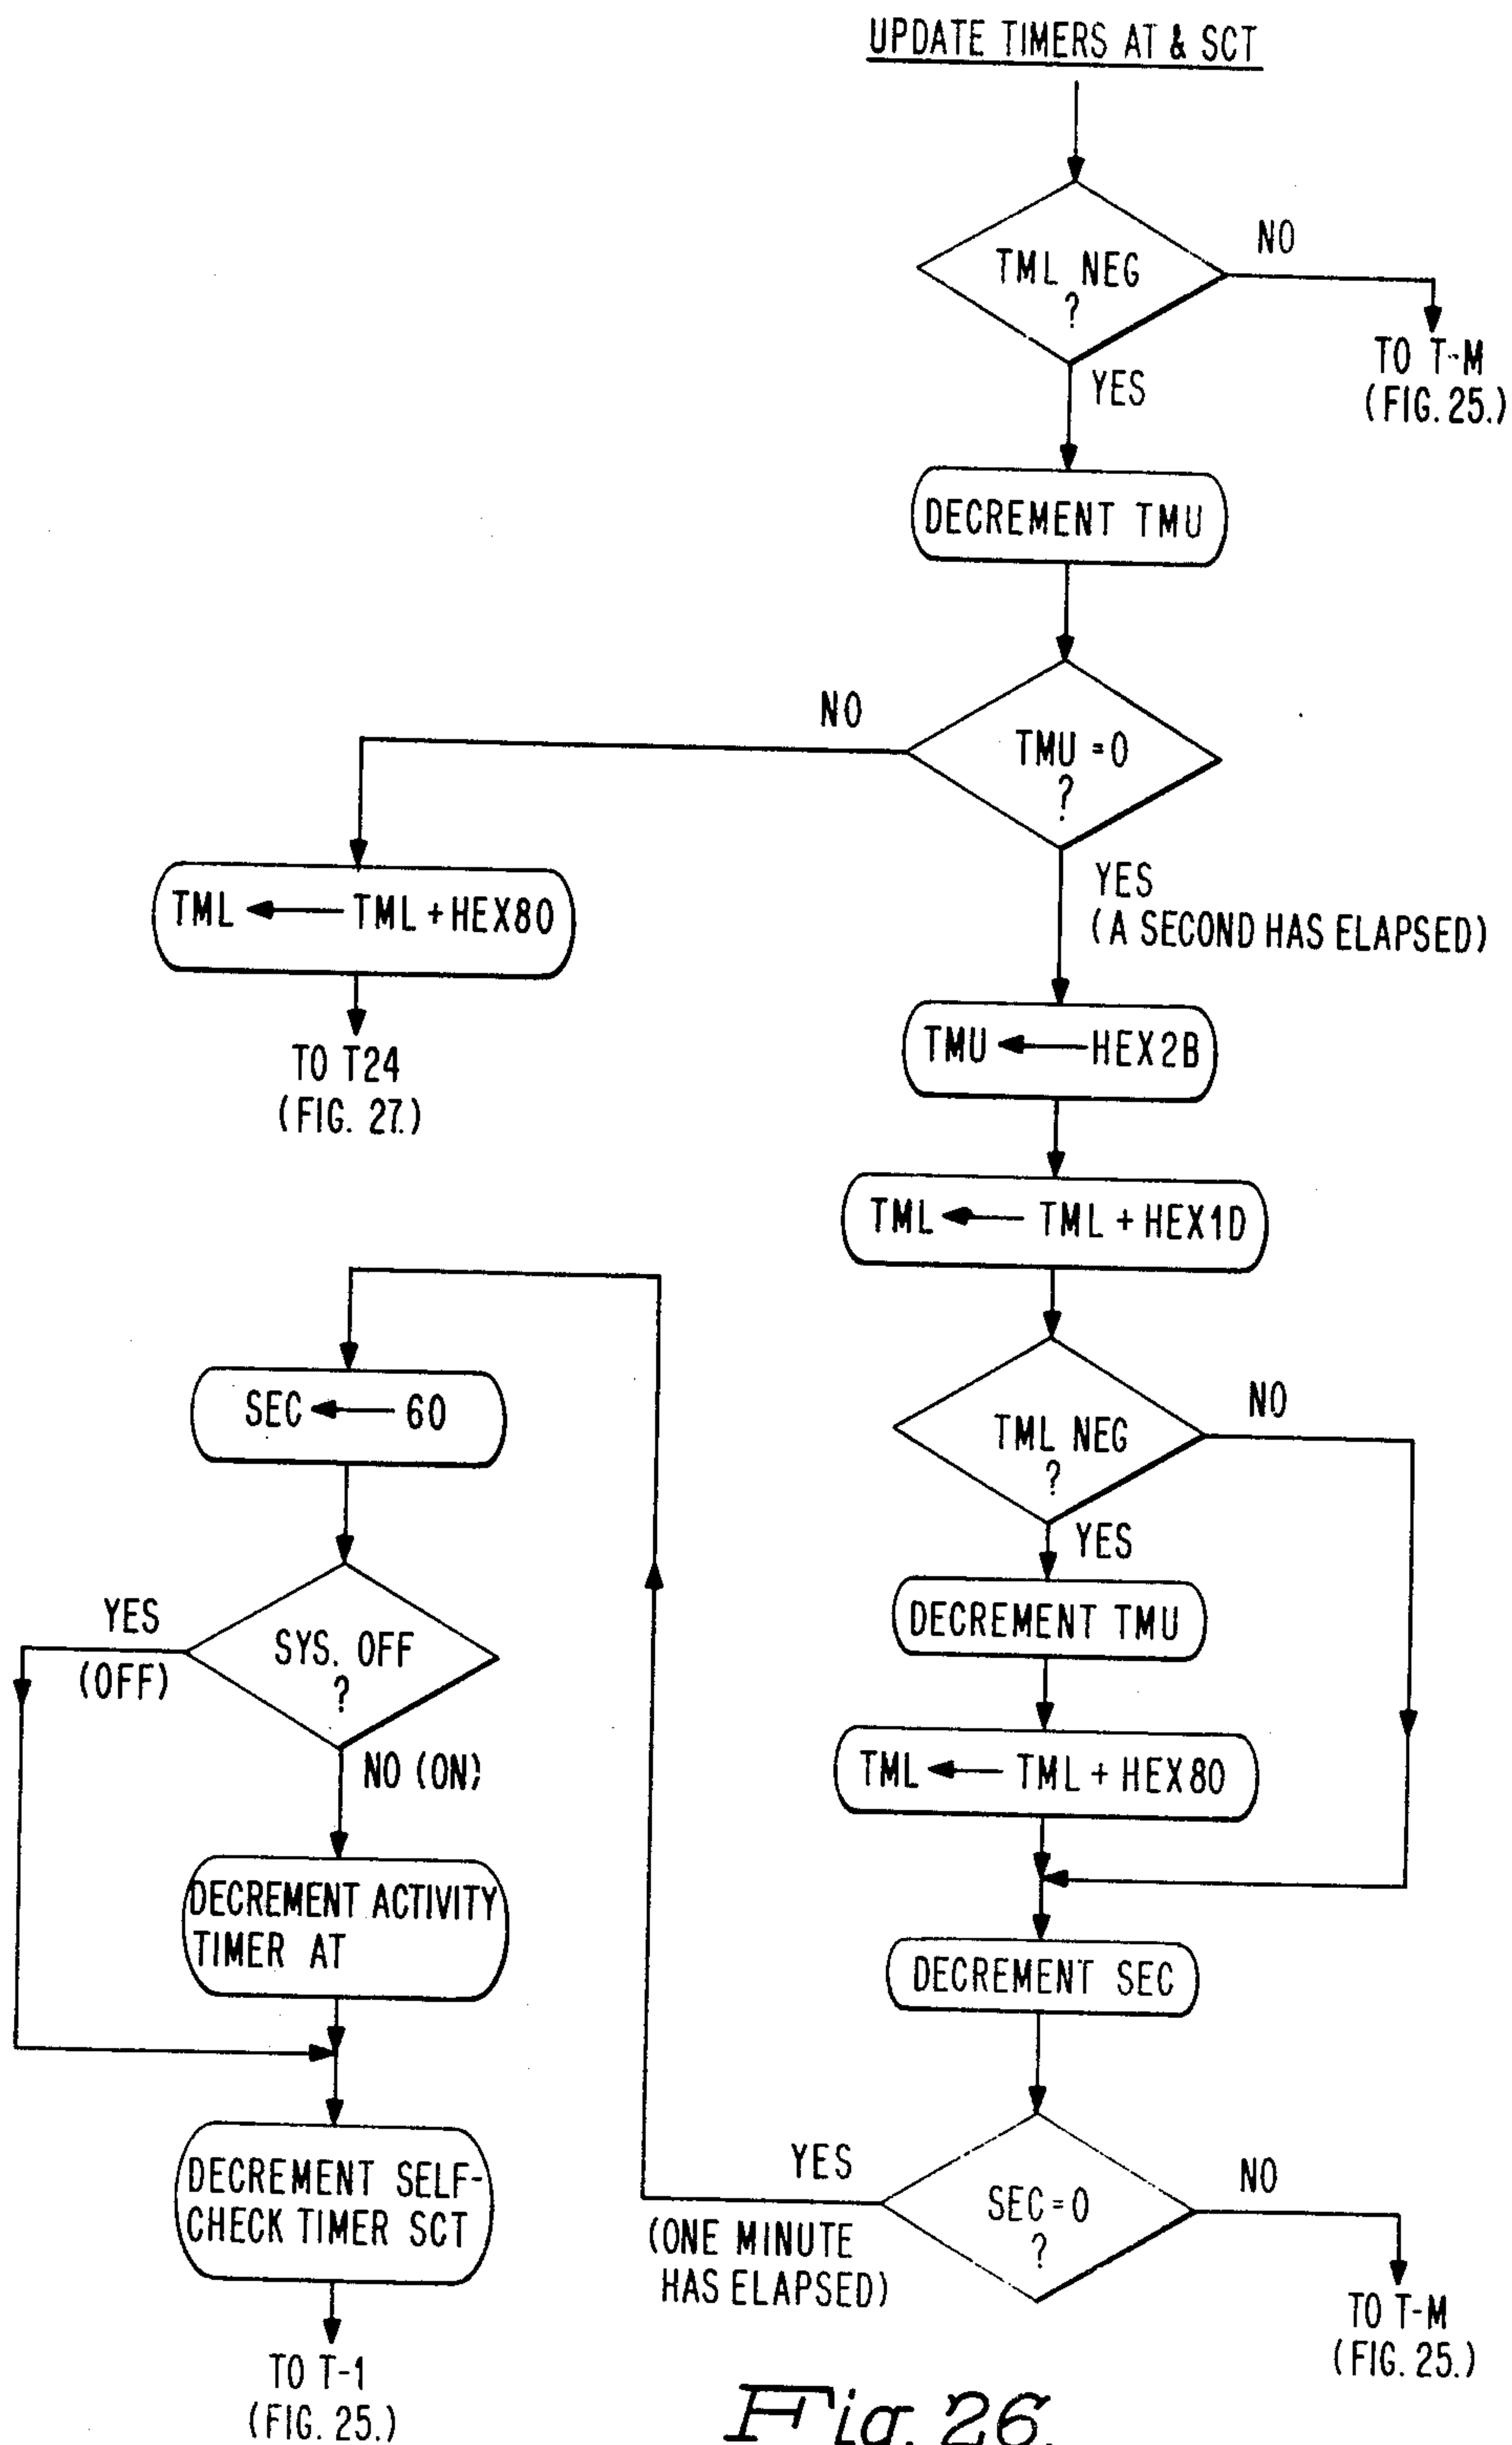 UPDATE TIMERS AT & SCT
TML NEG
?
NO
TO T-M
(FIG. 25.)
YES
DECREMENT TMU
TMU = 0
?
NO
TML ← TML + HEX80
TO T24
(FIG. 27.)
YES
(A SECOND HAS ELAPSED)
TMU ← HEX2B
TML ← TML + HEX1D
TML NEG
?
NO
YES
DECREMENT TMU
TML ← TML + HEX80
DECREMENT SEC
SEC = 0
?
NO
TO T-M
(FIG. 25.)
YES
(ONE MINUTE
HAS ELAPSED)
SEC ← 60
SYS. OFF
?
YES
(OFF)
NO (ON)
DECREMENT ACTIVITY
TIMER AT
DECREMENT SELF-
CHECK TIMER SCT
TO T-1
(FIG. 25.)
Fig. 26.